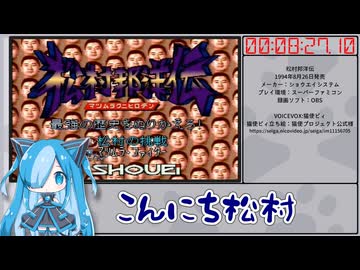 松村邦洋伝
マツムラクニヒロデン
最強の歴史をぬりかえろ!
松村の挑戦
SHOUEi
00:08:27.10
松村邦洋伝
1994年8月26日発売
メーカー:ショウエイシステム
プレイ環境:スーパーファミコン
録画ソフト:OBS
VOICEVOX:猫使ビィ
猫使ビィ立ち絵:猫使プロジェクト公式様
こんにち松村